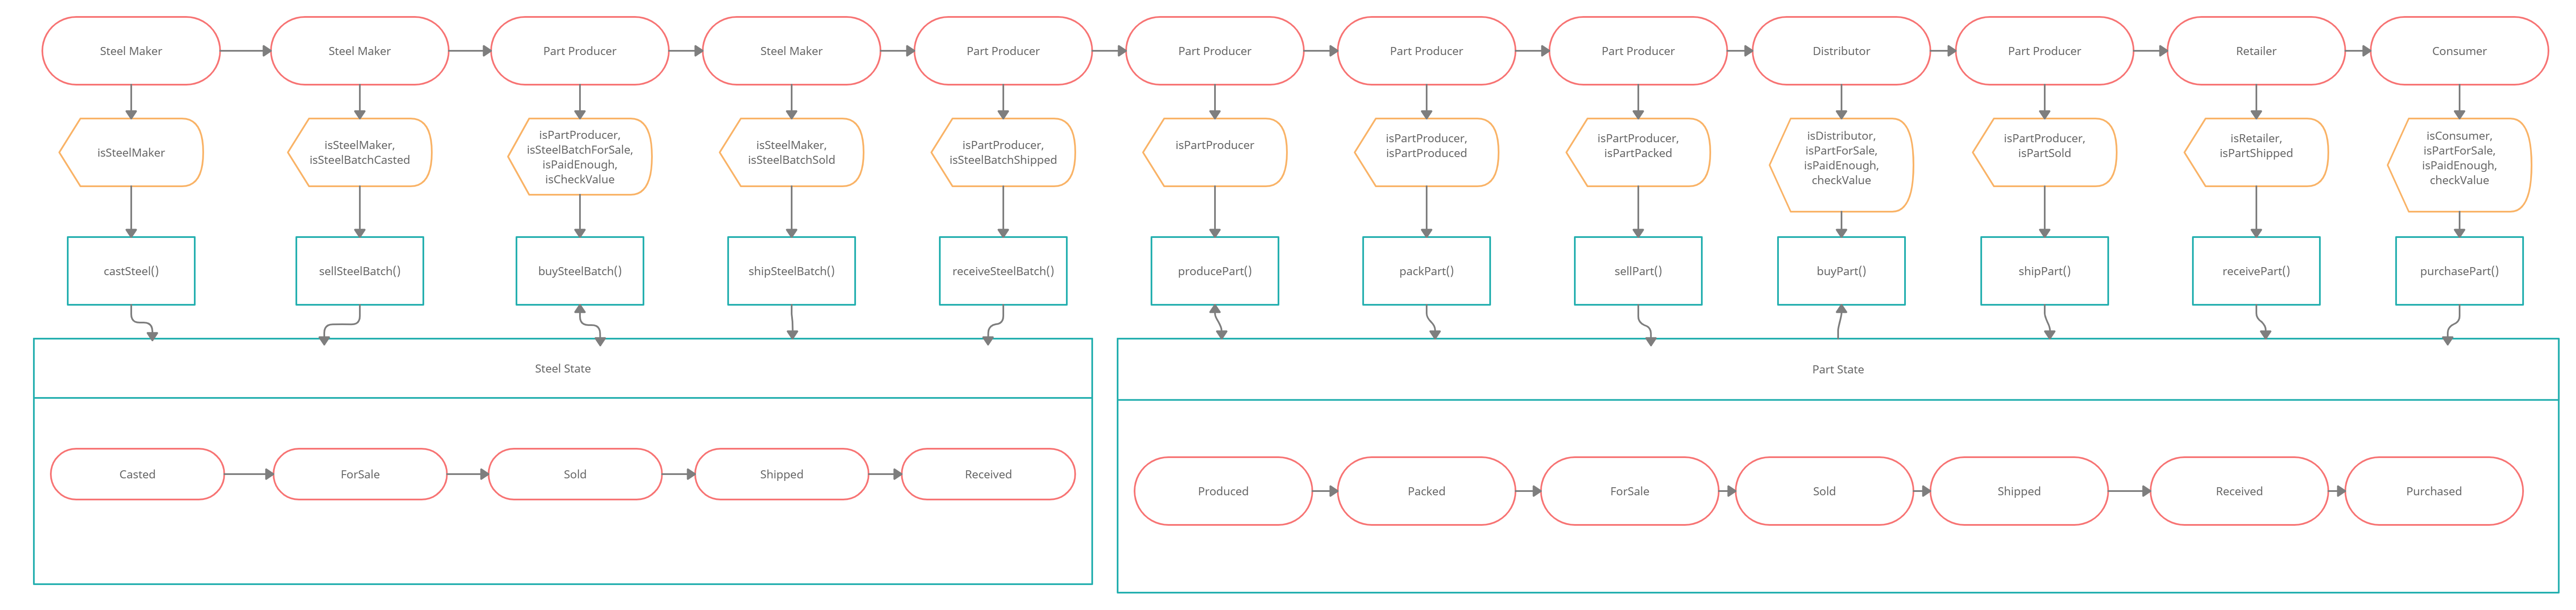 Steel Maker
Steel Maker
Part Producer
Steel Maker
Part Producer
Part Producer
Part Producer
Part Producer
Distributor
Part Producer
Retailer
Consumer
isSteelMaker
isSteelMaker,
isSteelBatchCasted
isPartProducer,
isSteelBatchForSale,
isPaidEnough,
isCheckValue
isSteelMaker,
isSteelBatchSold
isPartProducer,
isSteelBatchShipped
isPartProducer
isPartProducer,
isPartProduced
isPartProducer,
isPartPacked
isDistributor,
isPartForSale,
isPaidEnough,
checkValue
isPartProducer,
isPartSold
isRetailer,
isPartShipped
isConsumer,
isPartForSale,
isPaidEnough,
checkValue
castSteel()
sellSteelBatch()
buySteelBatch()
shipSteelBatch()
receiveSteelBatch()
producePart()
packPart()
sellPart()
buyPart()
shipPart()
receivePart()
purchasePart()
Steel State
Part State
Casted
ForSale
Sold
Shipped
Received
Produced
Packed
ForSale
Sold
Shipped
Received
Purchased